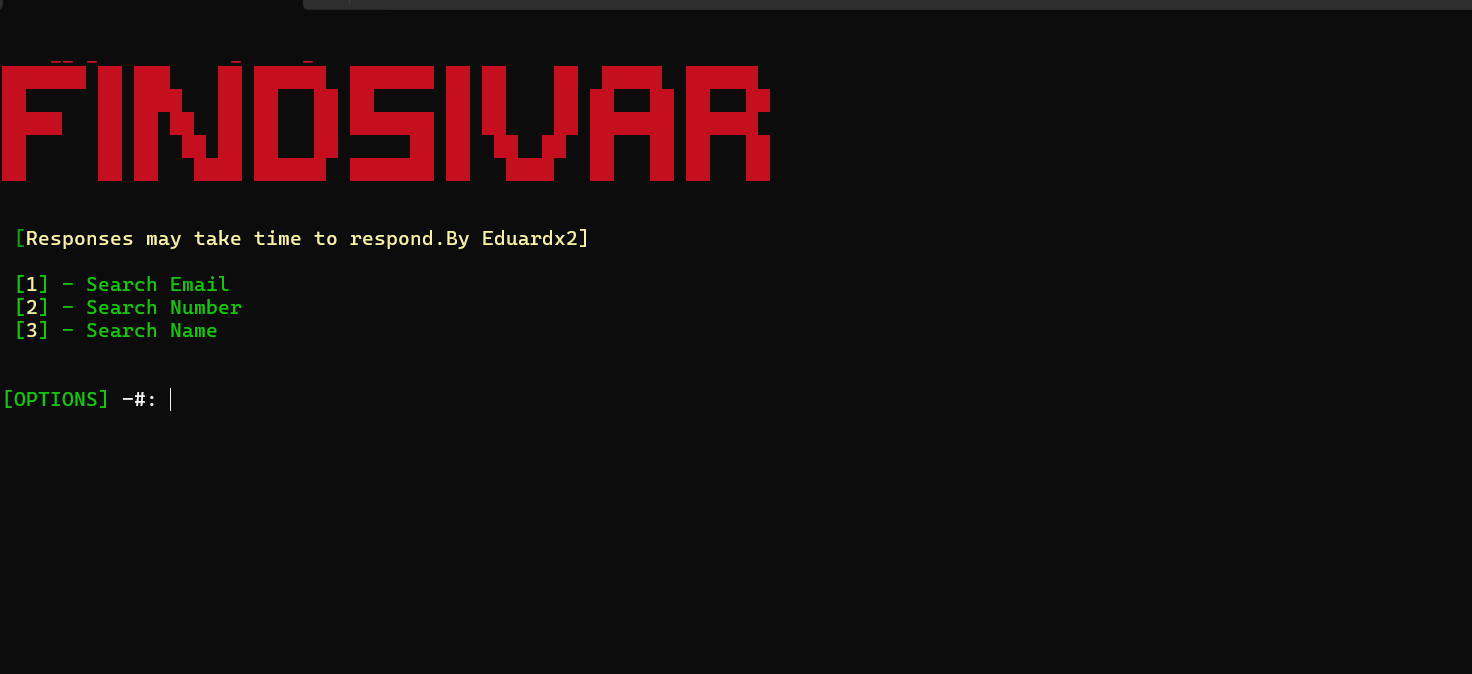 FINDSIVAR
[Responses may take time to respond.By Eduardx2]
[1] - Search Email
[2] - Search Number
[3] - Search Name
[OPTIONS] -#: